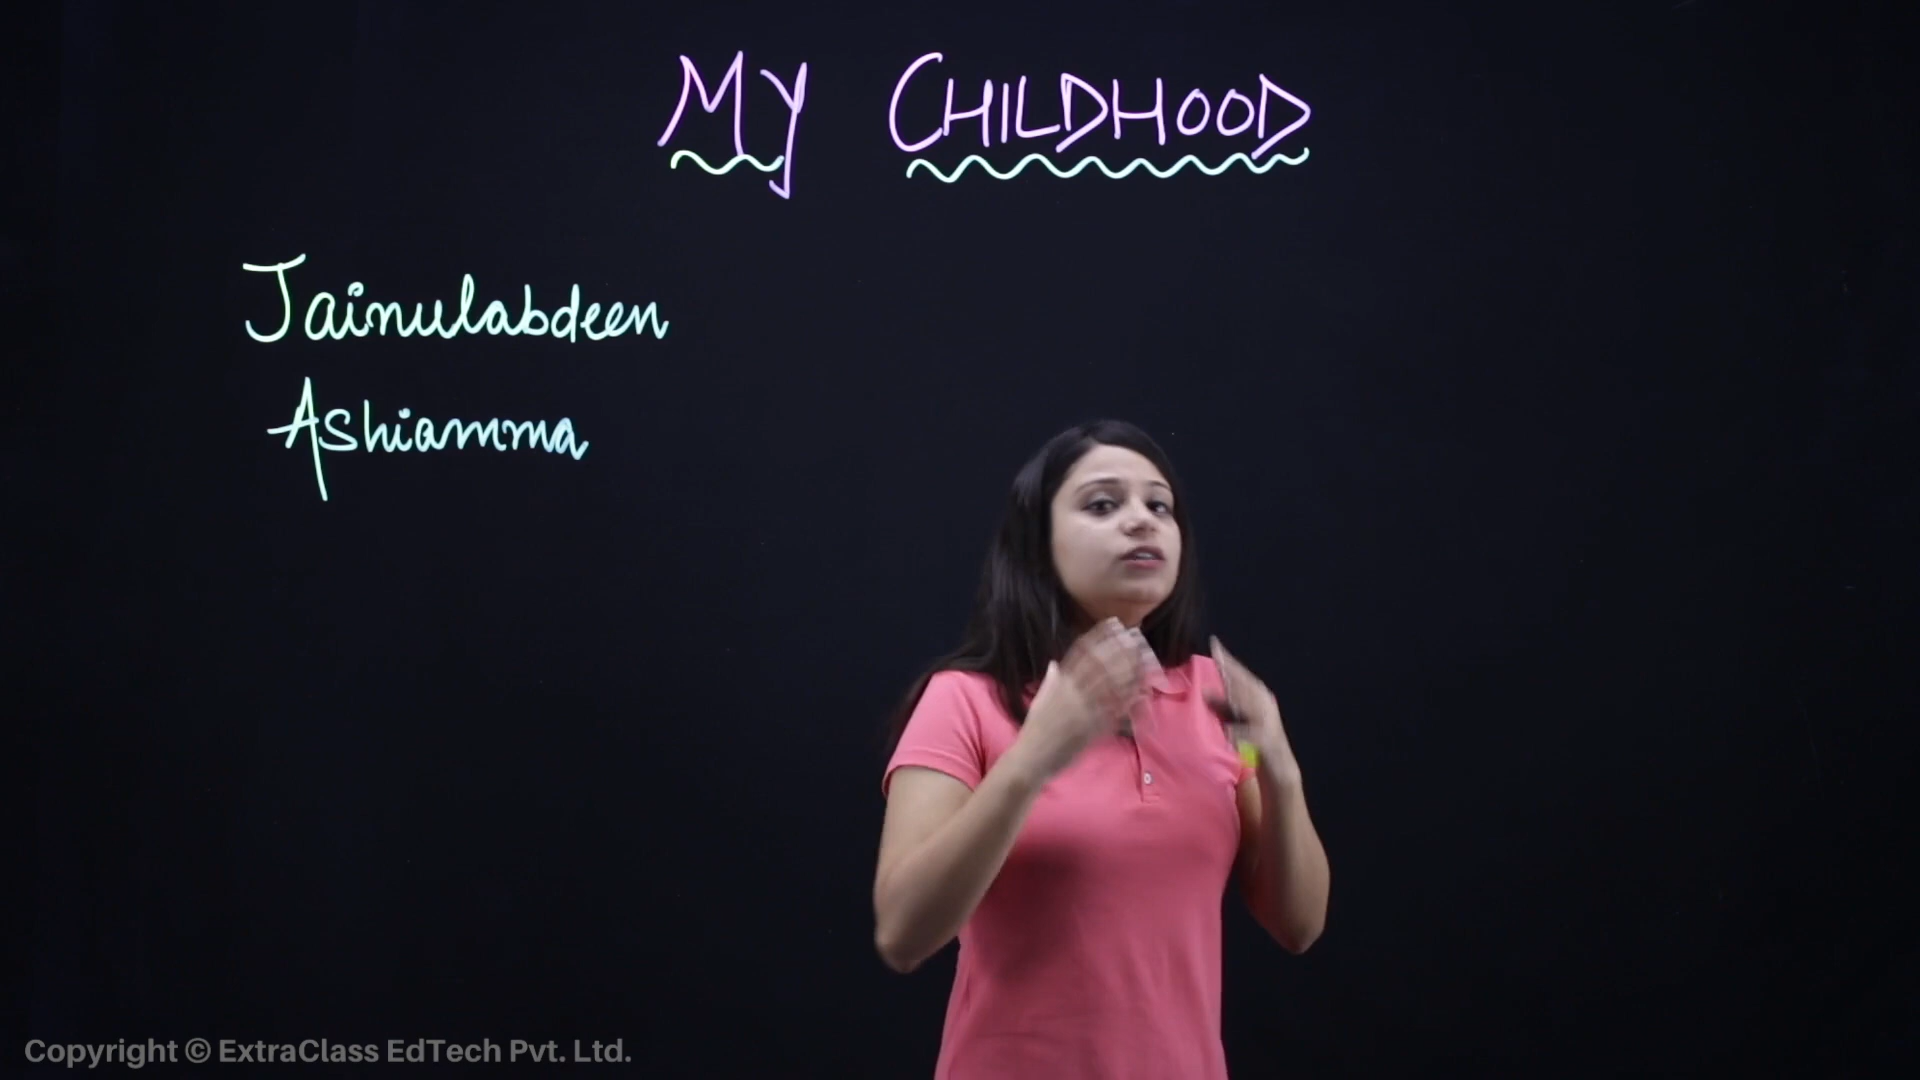 My CHILDHOOD
Jainulabdeen
Ashiamma
Copyright © ExtraClass EdTech Pvt. Ltd.